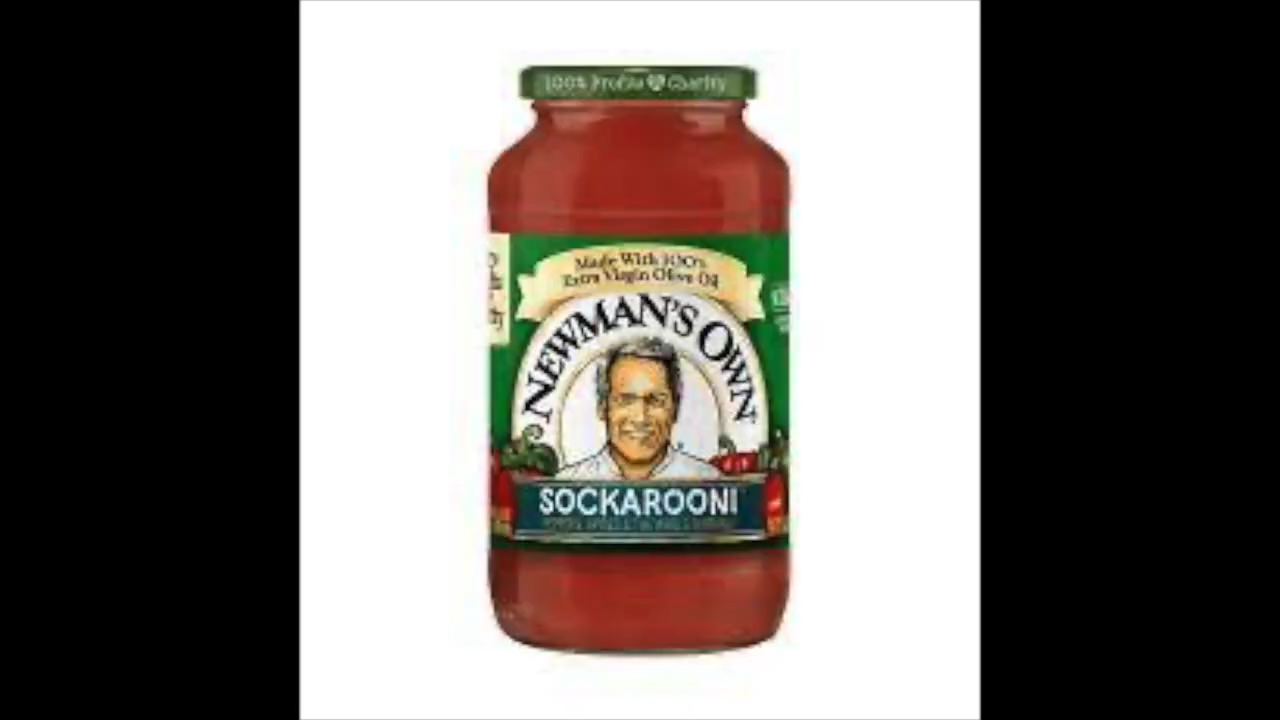 100% Profits Charity
Made With 100%
Extra Virgin Olive Oil
NEWMAN'S OWN
SOCKAROONI